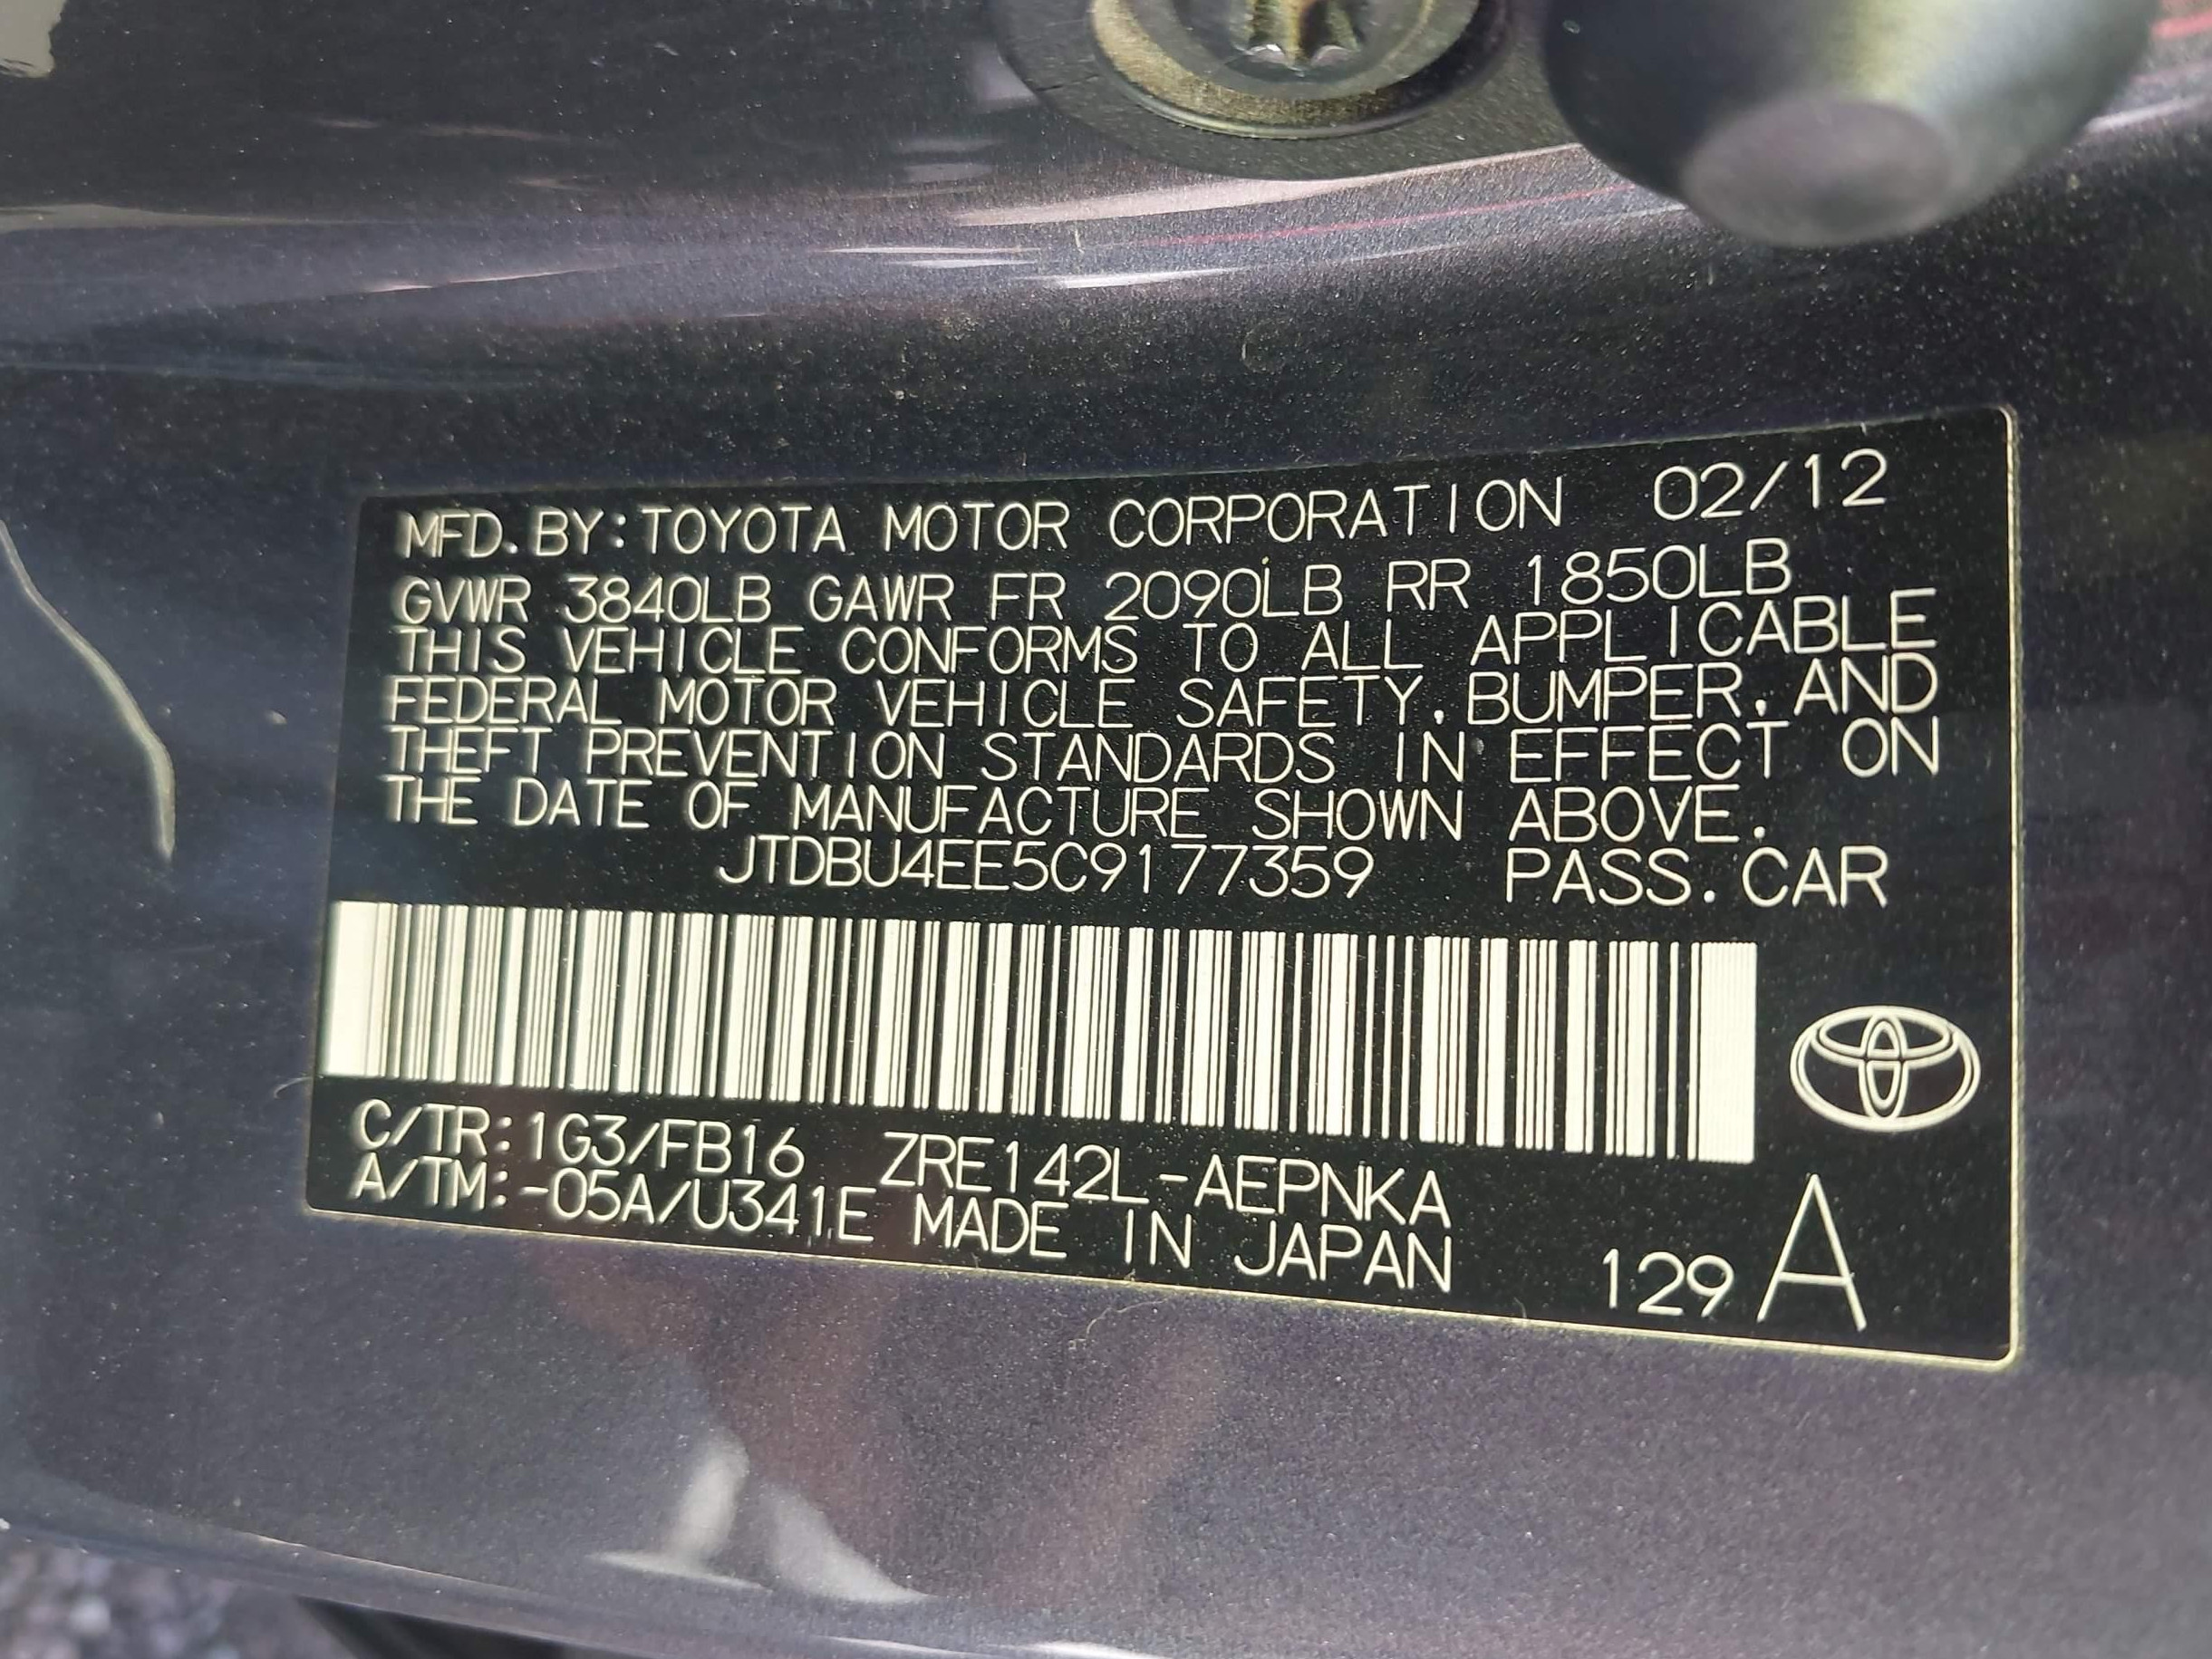 MFD.BY:TOYOTA MOTOR CORPORATION 02/12
GVWR 3840LB GAWR FR 2090LB RR 1850LB
THIS VEHICLE CONFORMS TO ALL APPLICABLE
FEDERAL MOTOR VEHICLE SAFETY,BUMPER,AND
THEFT PREVENTION STANDARDS IN EFFECT ON
THE DATE OF MANUFACTURE SHOWN ABOVE.
JTDBU4EE5C9177359 PASS.CAR
C/TR:1G3/FB16 ZRE142L-AEPNKA
A/TM:-05A/U341E MADE IN JAPAN 129 A